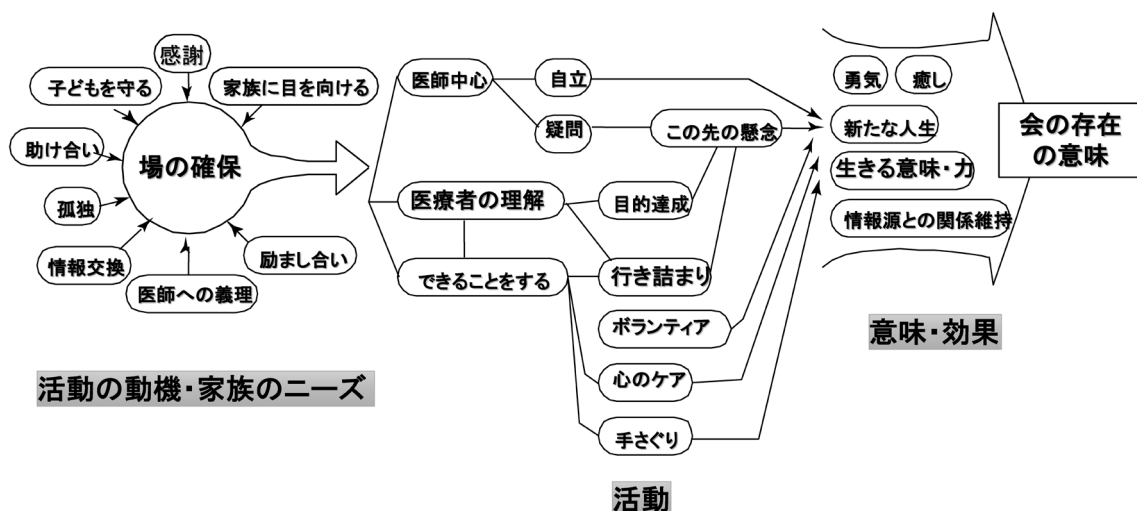 感謝
子どもを守る
家族に目を向ける
助け合い
場の確保
孤独
情報交換
励まし合い
医師への義理
活動の動機・家族のニーズ
医師中心
自立
疑問
この先の懸念
医療者の理解
目的達成
できることをする
行き詰まり
ボランティア
心のケア
手さぐり
活動
勇気
癒し
新たな人生
生きる意味・力
情報源との関係維持
意味・効果
会の存在
の意味